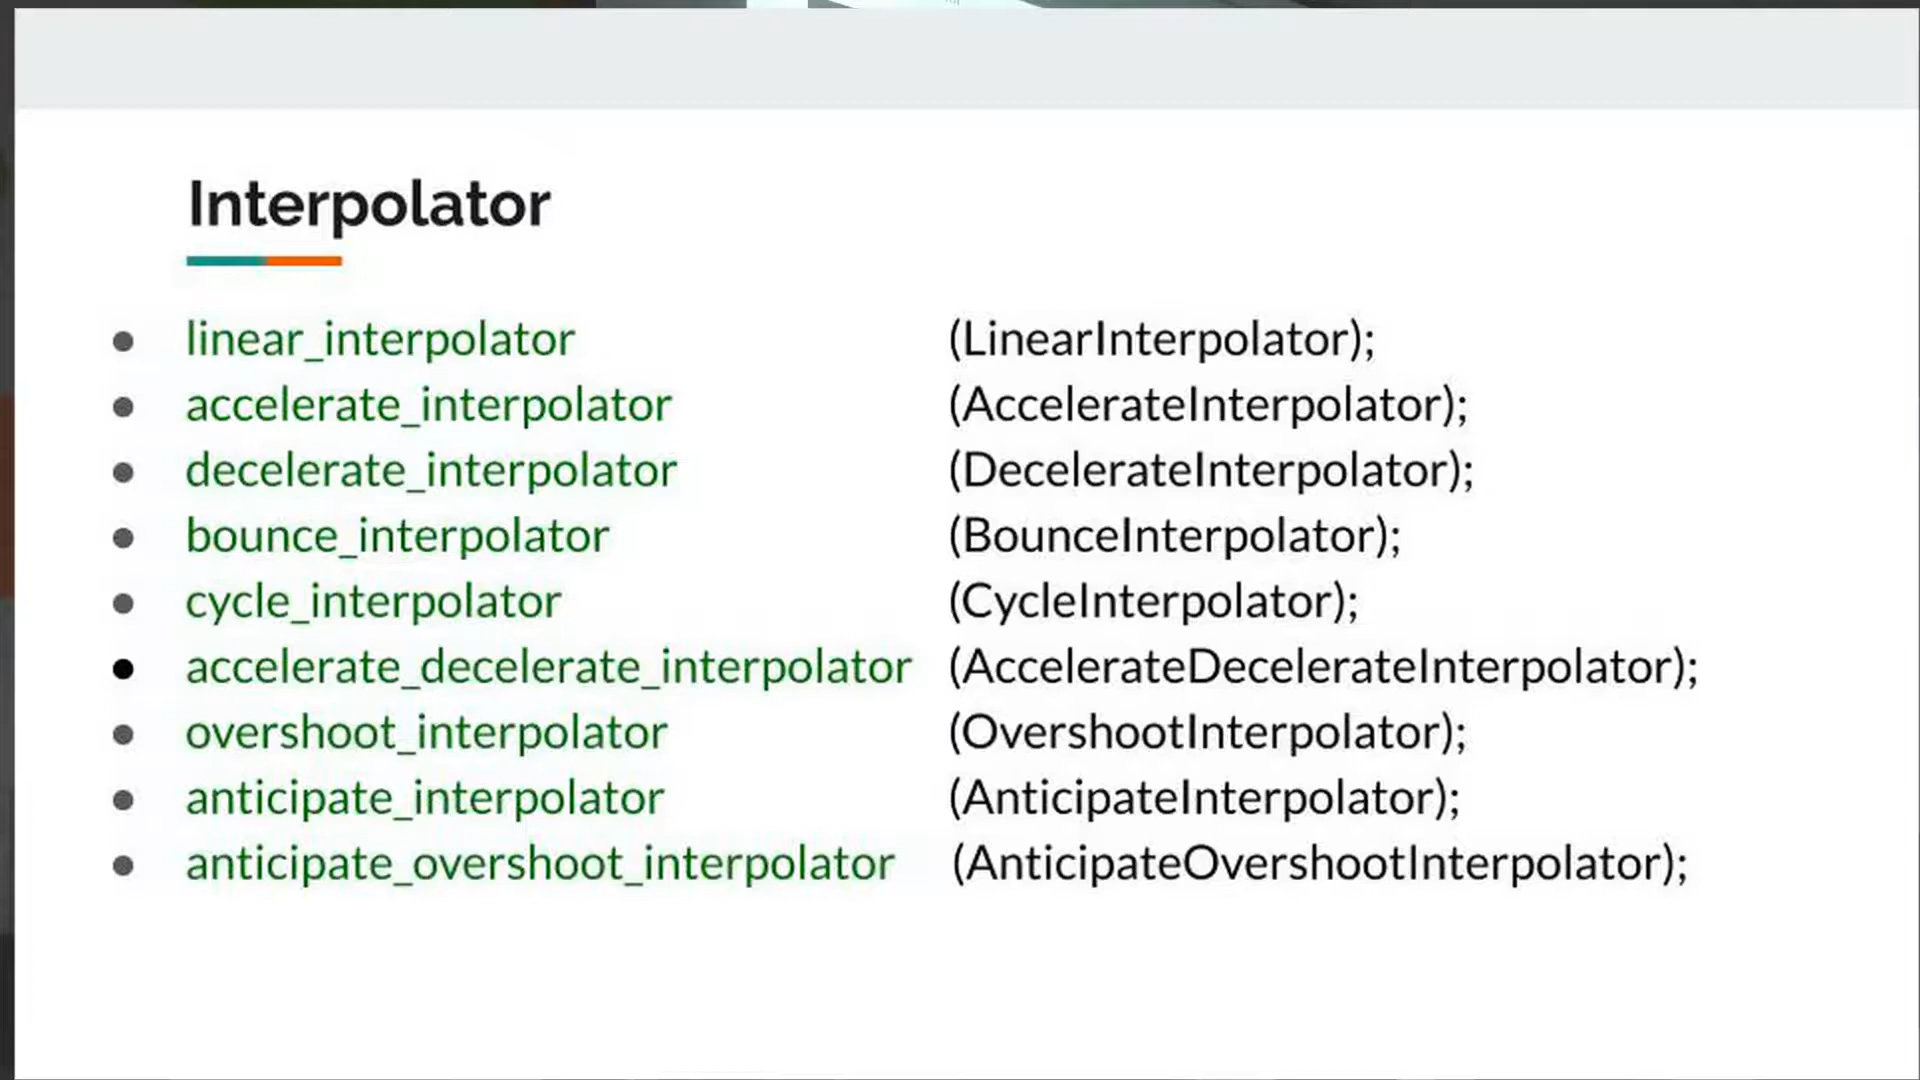 Interpolator
● linear_interpolator (LinearInterpolator);
● accelerate_interpolator (AccelerateInterpolator);
● decelerate_interpolator (DecelerateInterpolator);
● bounce_interpolator (BounceInterpolator);
● cycle_interpolator (CycleInterpolator);
● accelerate_decelerate_interpolator (AccelerateDecelerateInterpolator);
● overshoot_interpolator (OvershootInterpolator);
● anticipate_interpolator (AnticipateInterpolator);
● anticipate_overshoot_interpolator (AnticipateOvershootInterpolator);